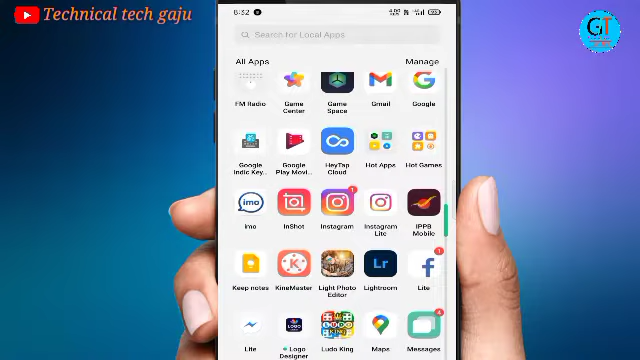 Technical tech gaju
8:32
GT
Search for Local Apps
All Apps
Manage
FM Radio
Game Center
Game Space
Gmail
Google
Google Indic Key...
Google Play Movi...
HeyTap Cloud
Hot Apps
Hot Games
imo
InShot
Instagram
Instagram Lite
IPPB Mobile
Keep notes
KineMaster
Light Photo Editor
Lightroom
Lite
Lite
Logo Designer
Ludo King
Maps
Messages